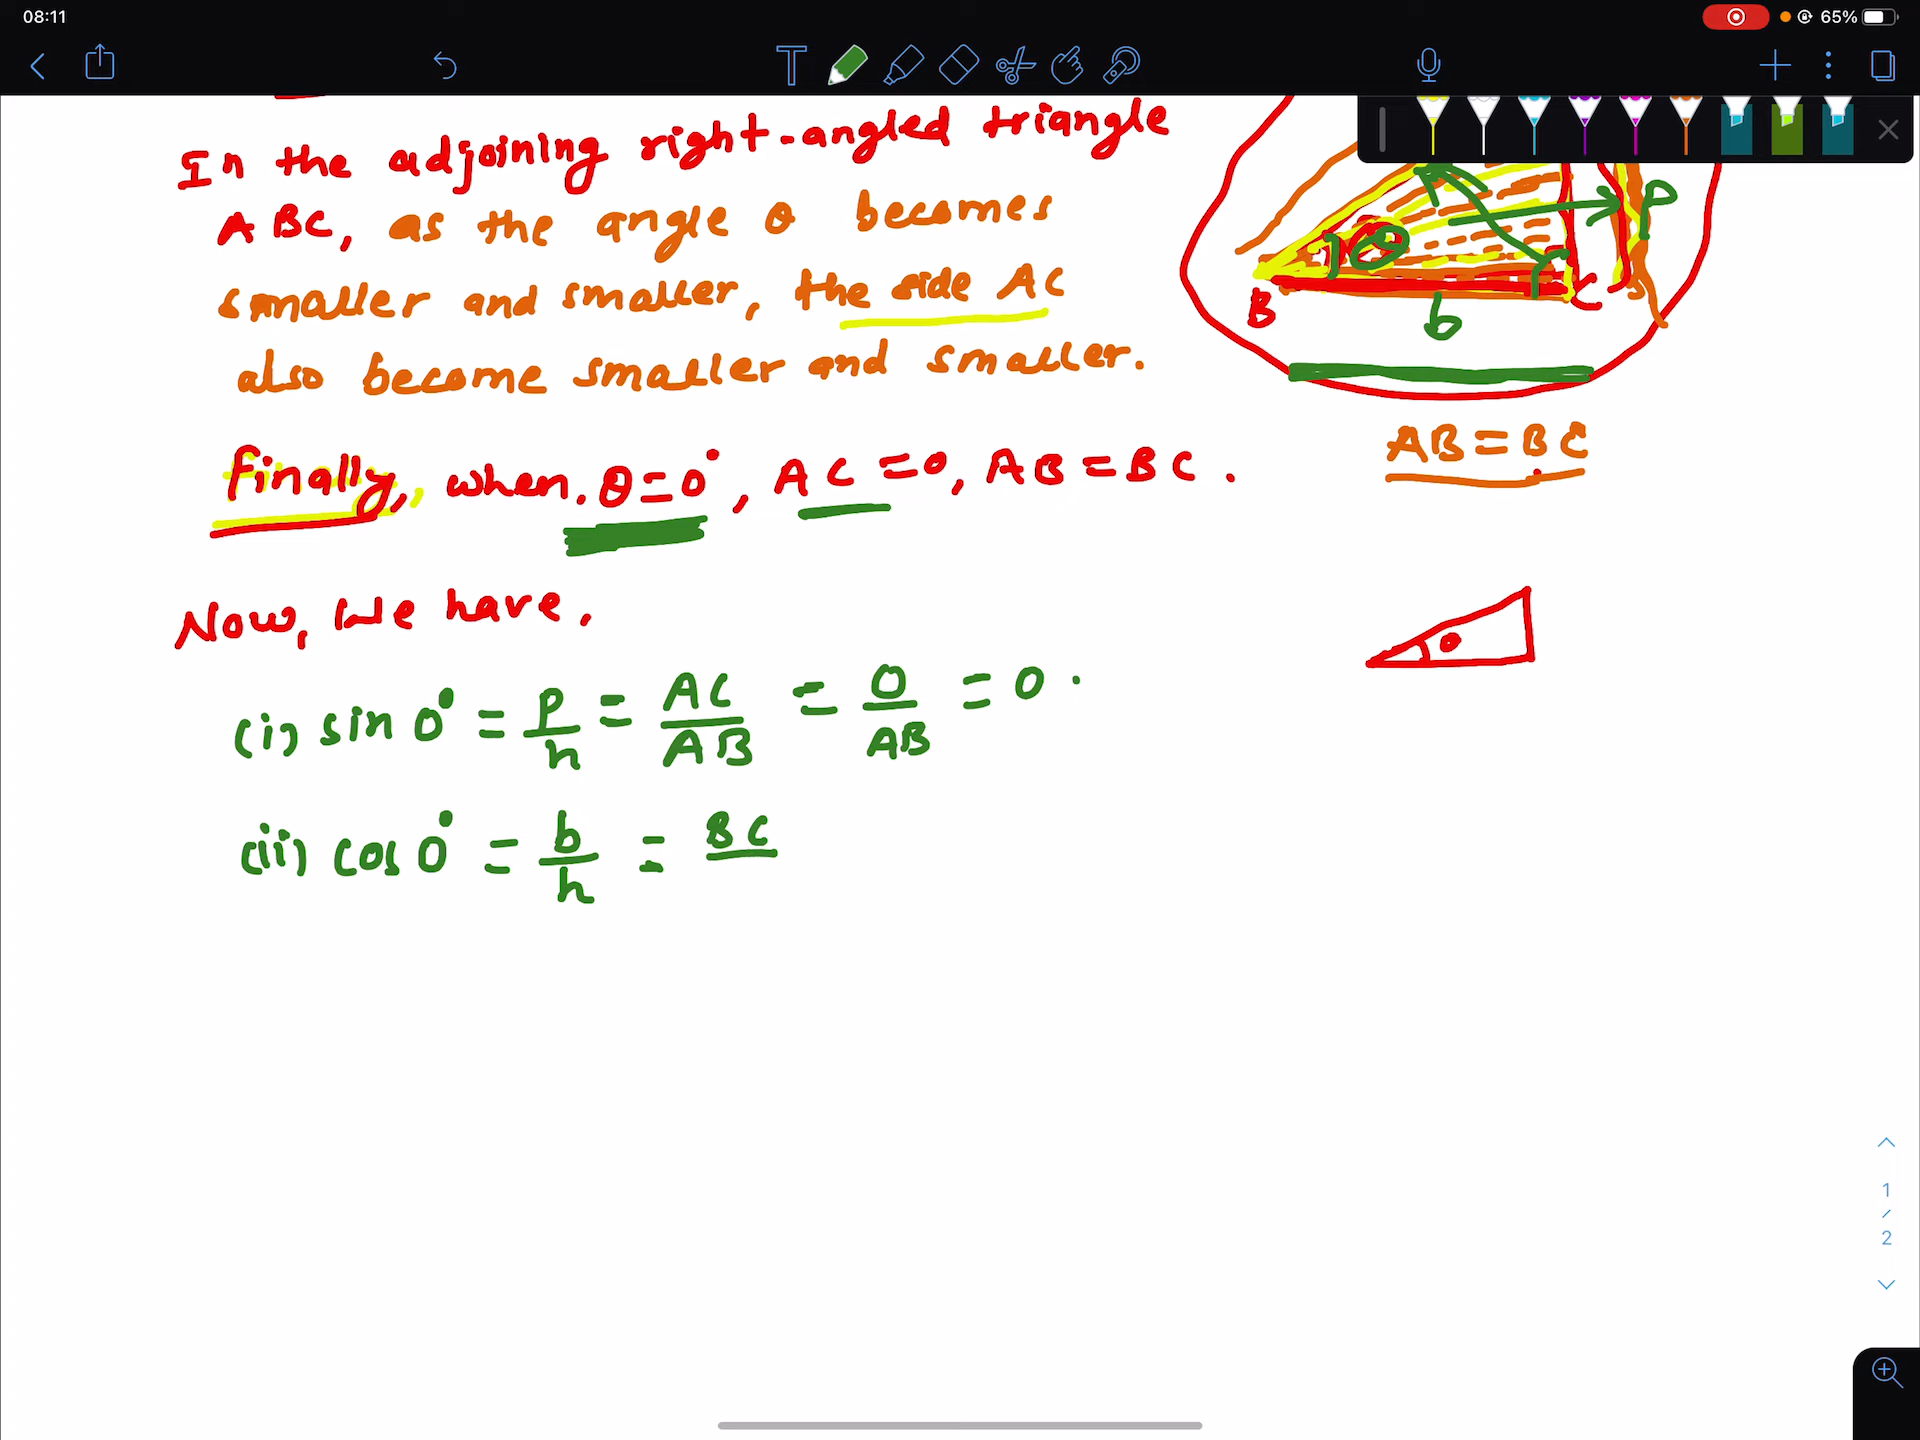 08:11
65%
In the adjoining right-angled triangle
ABC, as the angle θ becomes
smaller and smaller, the side AC
also become smaller and smaller.
Finally, when θ=0°, AC=0, AB=BC.
Now, We have,
(i) sin 0° = p/h = AC/AB = 0/AB = 0.
(ii) cos 0° = b/h = BC
θ
P
B
b
C
AB=BC
θ
1
/
2